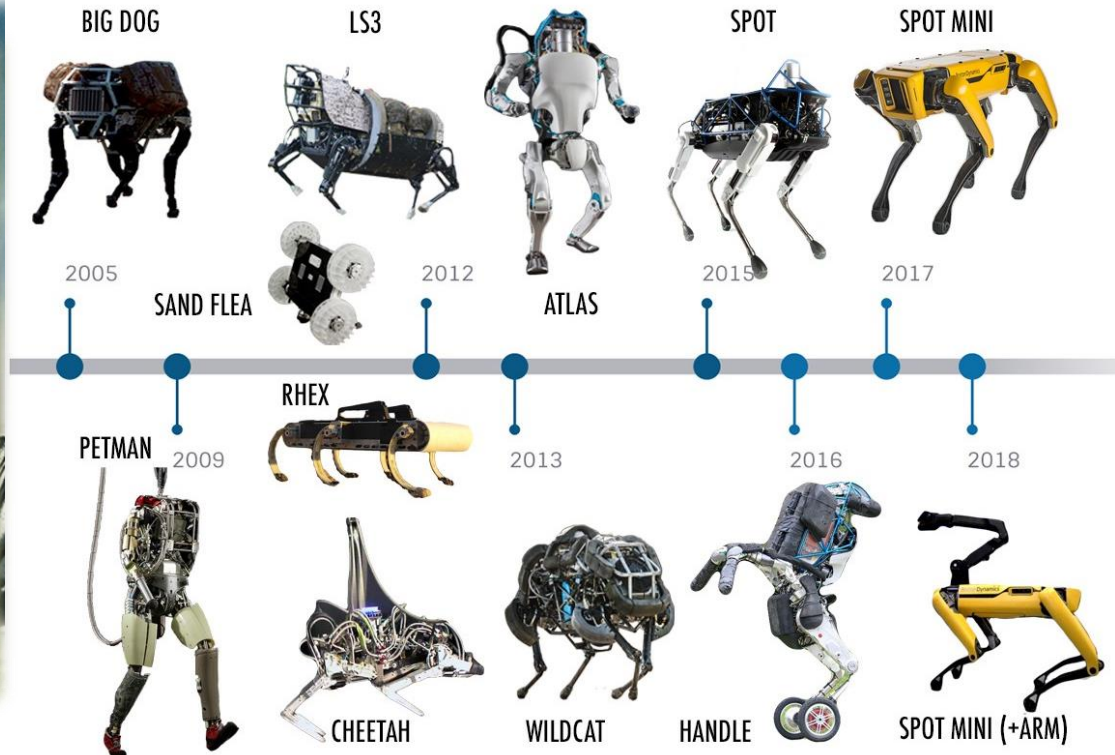 BIG DOG
LS3
SPOT
SPOT MINI
2005
SAND FLEA
2012
ATLAS
2015
2017
RHEX
PETMAN
2009
2013
2016
2018
Dynamics
CHEETAH
WILDCAT
HANDLE
SPOT MINI (+ARM)